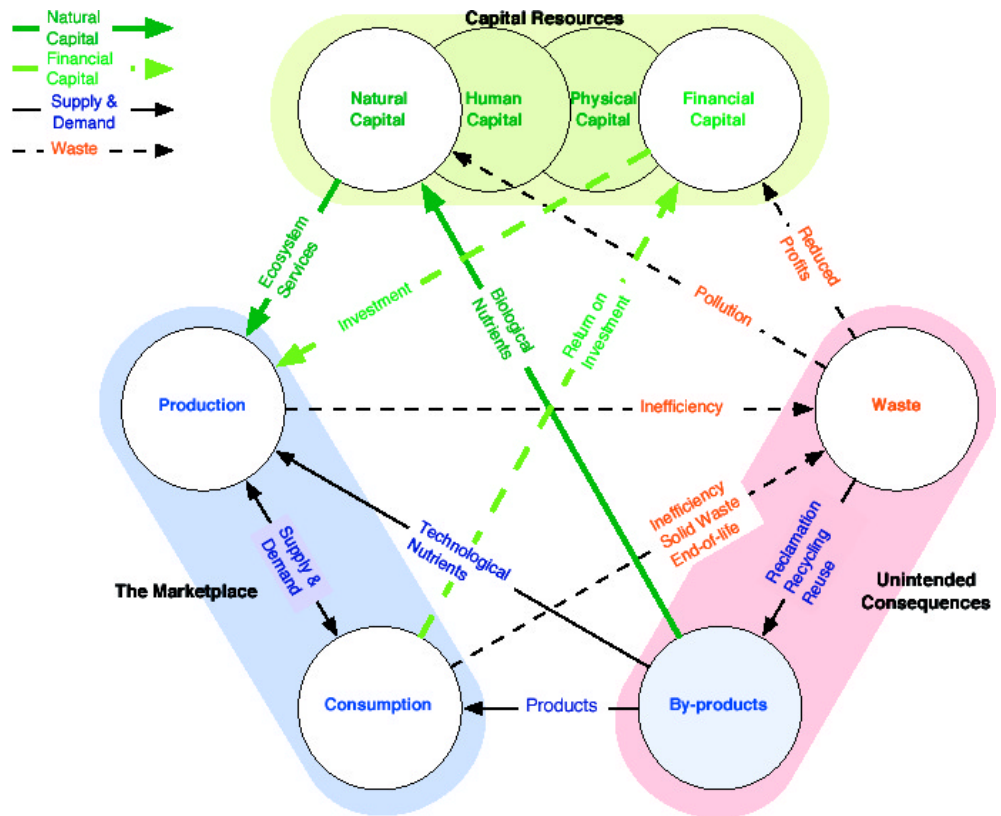 Natural
Capital
Financial
Capital
Supply &
Demand
Waste
Capital Resources
Natural
Capital
Human
Capital
Physical
Capital
Financial
Capital
Ecosystem
Services
Investment
Biological
Nutrients
Return on
Investment
Pollution
Reduced
Profits
Production
Inefficiency
Waste
Technological
Nutrients
Inefficiency
Solid Waste
End-of-life
Reclamation
Recycling
Reuse
Supply &
Demand
The Marketplace
Unintended
Consequences
Consumption
Products
By-products